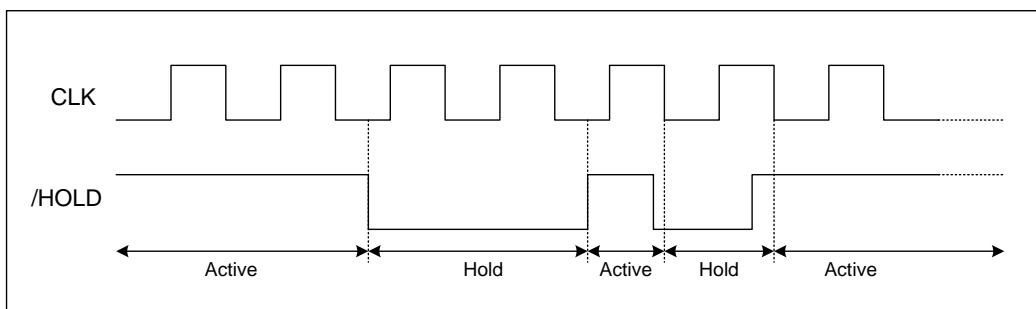 CLK
/HOLD
Active
Hold
Active
Hold
Active